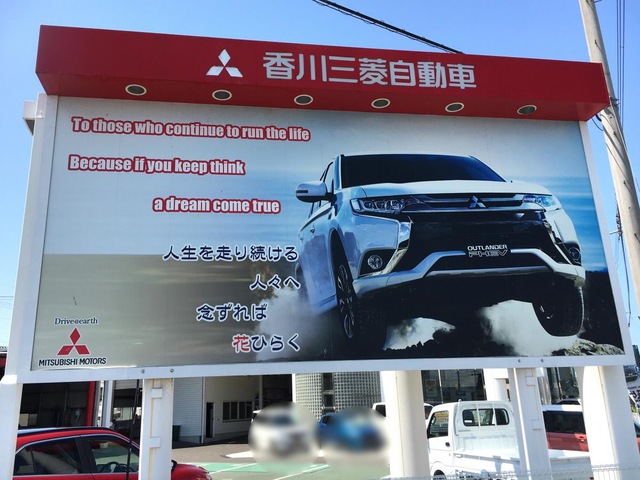 香川三菱自動車
To those who continue to run the life
Because if you keep think
a dream come true
人生を走り続ける
人々へ
念ずれば
花ひらく
OUTLANDER
PHEV
Drive@earth
MITSUBISHI MOTORS